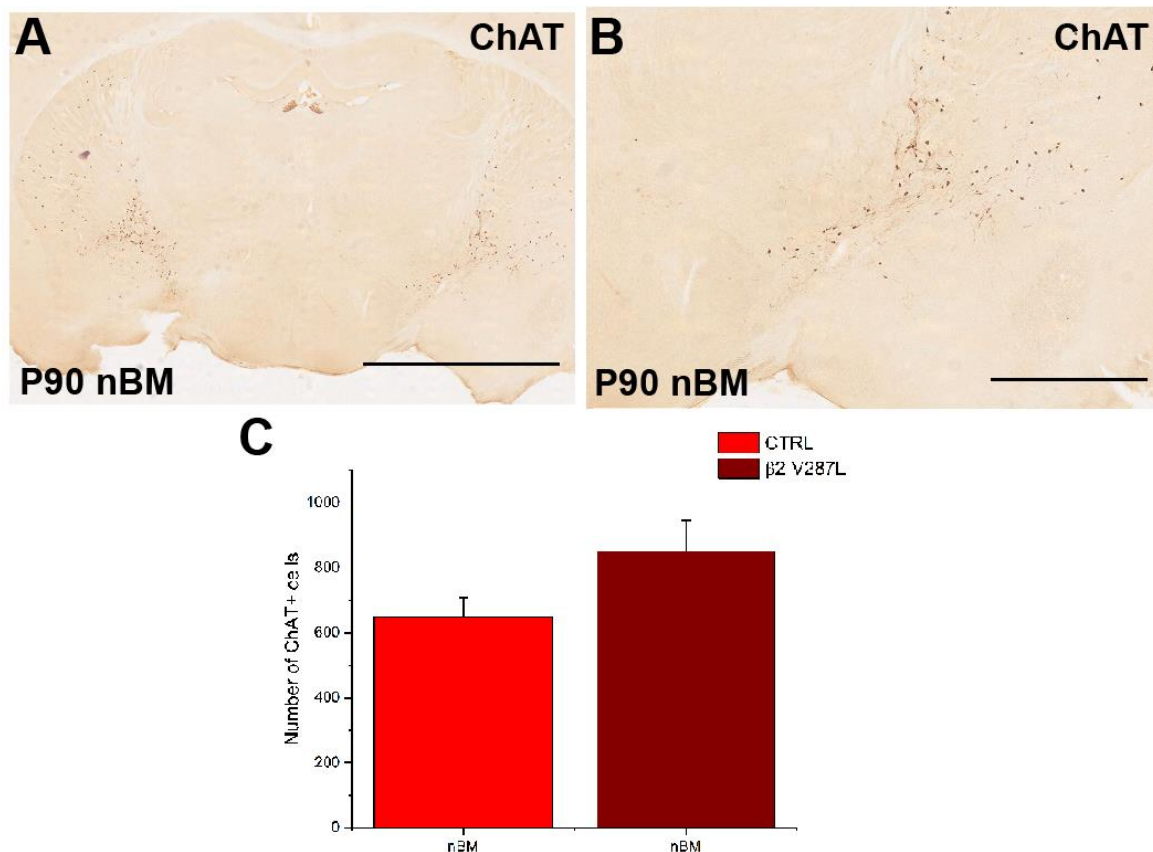 A
ChAT
P90 nBM
B
ChAT
P90 nBM
C
CTRL
β2 V287L
Number of ChAT+ cells
1000
800
600
400
200
0
nBM
nBM